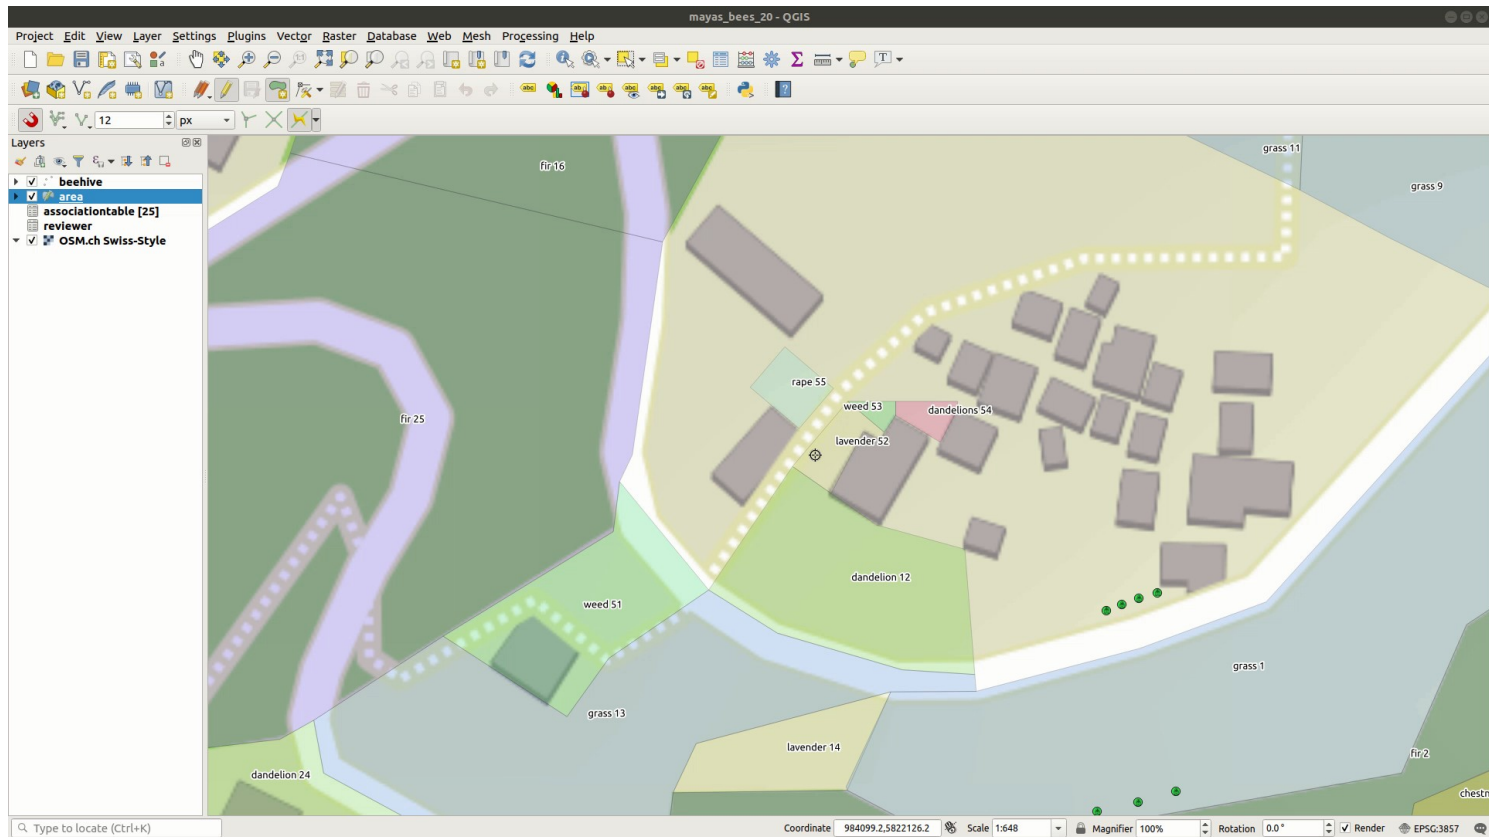 mayas_bees_20 - QGIS
Project Edit View Layer Settings Plugins Vector Raster Database Web Mesh Processing Help
12 px
Layers
beehive
area
associationtable [25]
reviewer
OSM.ch Swiss-Style
fir 16
grass 11
grass 9
rape 55
weed 53
dandelions 54
fir 25
lavender 52
dandelion 12
weed 51
grass 1
grass 13
lavender 14
fir 2
dandelion 24
chestn
Type to locate (Ctrl+K)
Coordinate 984099.2,5822126.2 Scale 1:648 Magnifier 100% Rotation 0.0 ° Render EPSG:3857